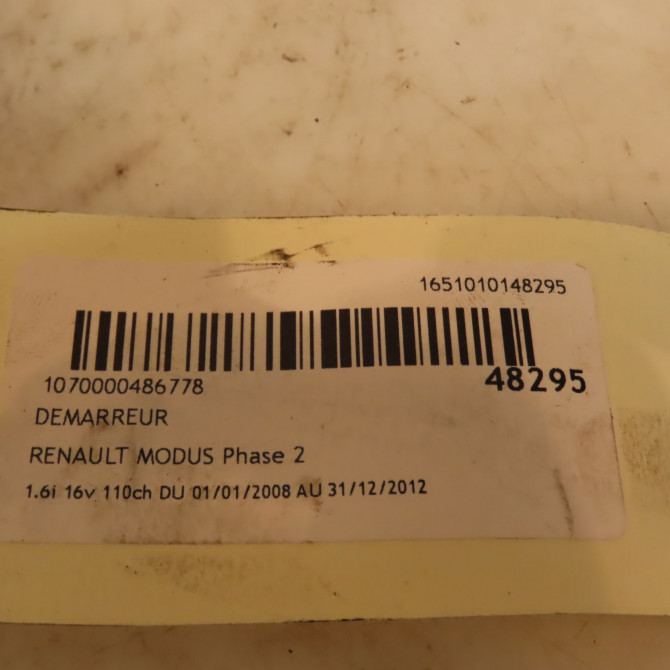 1651010148295
1070000486778
48295
DEMARREUR
RENAULT MODUS Phase 2
1.6i 16v 110ch DU 01/01/2008 AU 31/12/2012